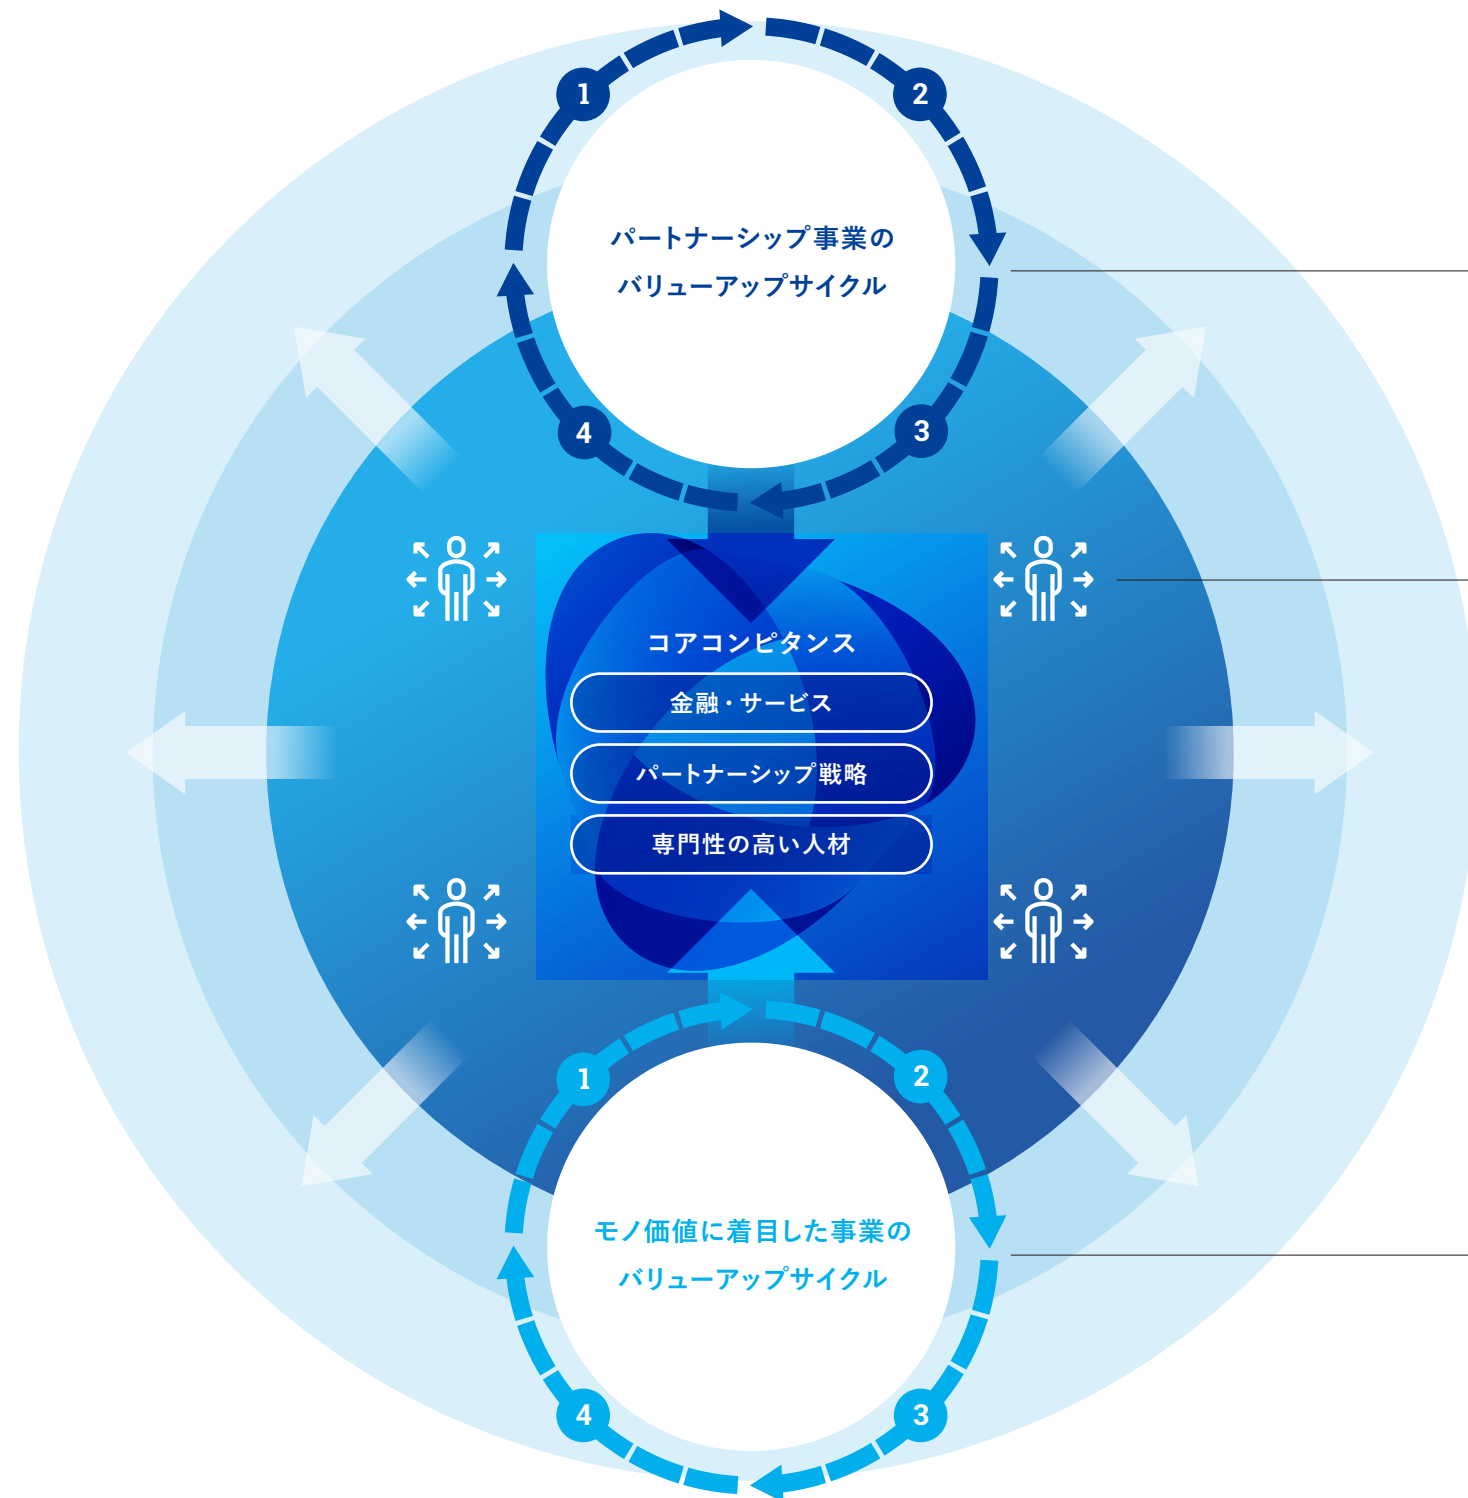 1
2
パートナーシップ事業の
バリューアップサイクル
4
3
コアコンピタンス
金融・サービス
パートナーシップ戦略
専門性の高い人材
1
2
モノ価値に着目した事業の
バリューアップサイクル
4
3